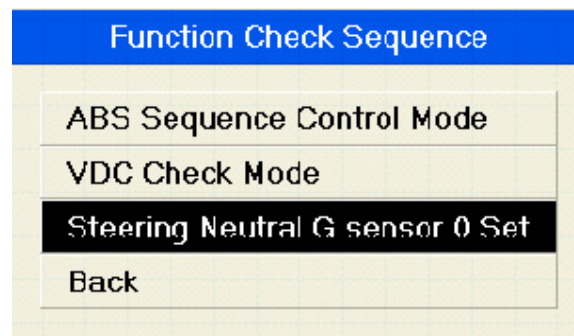 Function Check Sequence
ABS Sequence Control Mode
VDC Check Mode
Steering Neutral G sensor 0 Set
Back